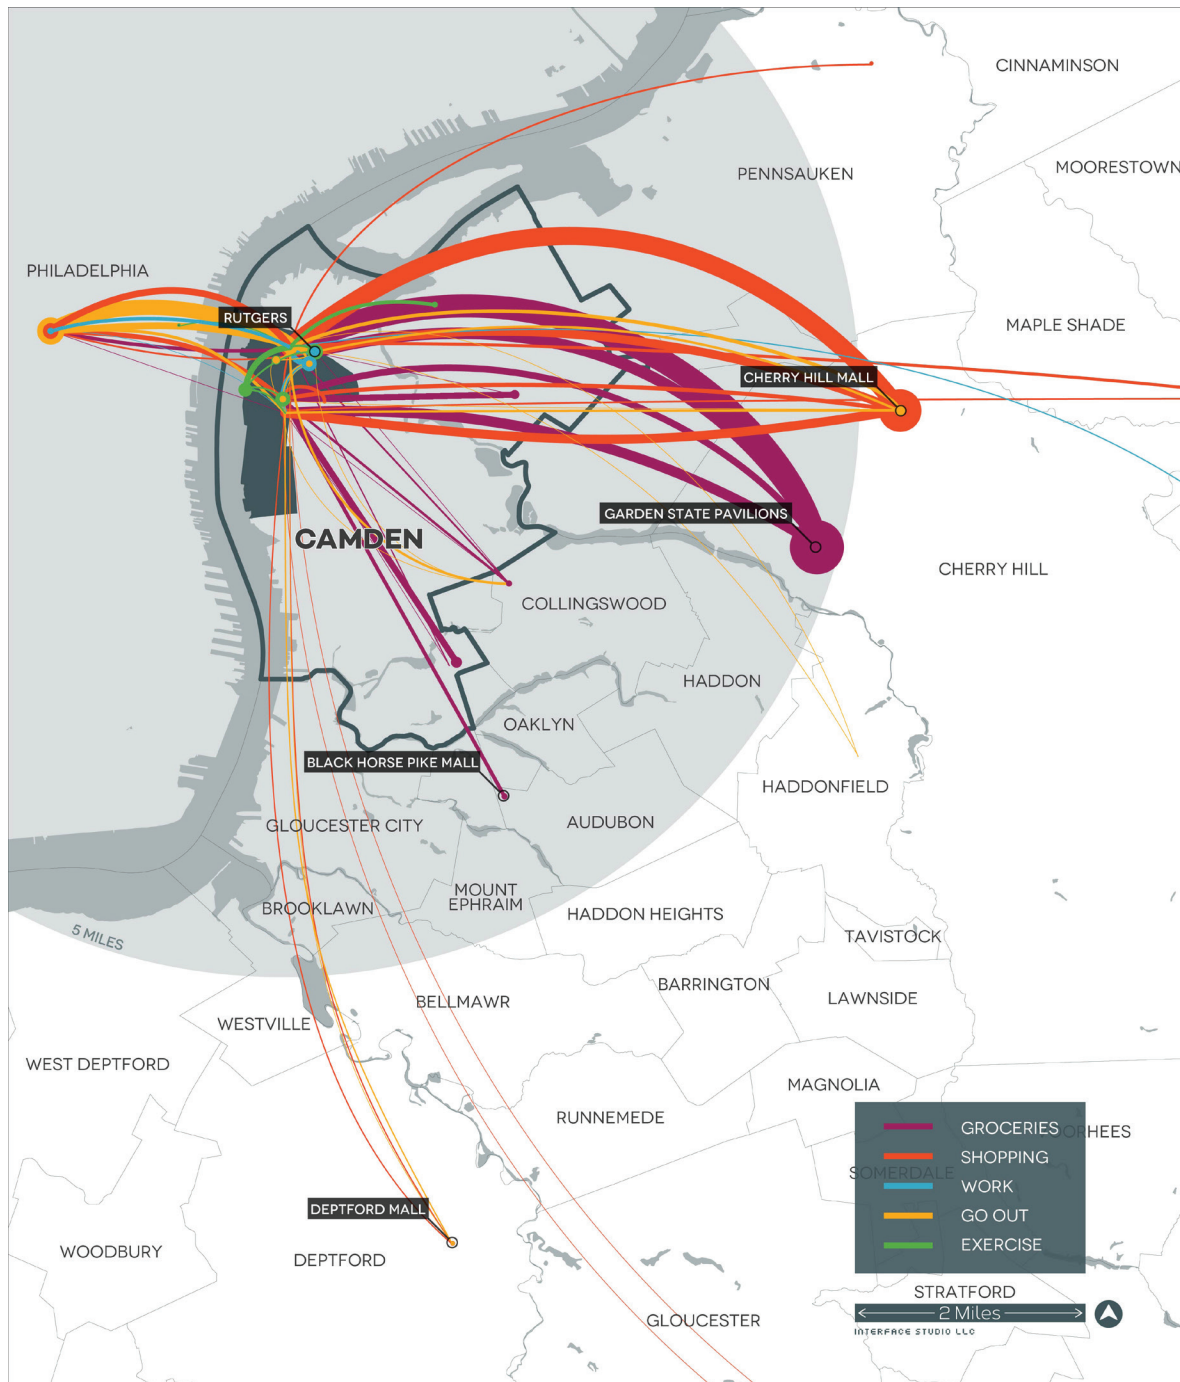 CINNAMINSON
MOORESTOWN
PENNSAUKEN
PHILADELPHIA
RUTGERS
MAPLE SHADE
CHERRY HILL MALL
GARDEN STATE PAVILIONS
CAMDEN
CHERRY HILL
COLLINGSWOOD
HADDON
OAKLYN
BLACK HORSE PIKE MALL
HADDONFIELD
GLOUCESTER CITY
AUDUBON
MOUNT
EPHRAIM
BROOKLAWN
HADDON HEIGHTS
5 MILES
TAVISTOCK
BARRINGTON
LAWNSIDE
BELLMAWR
WESTVILLE
WEST DEPTFORD
MAGNOLIA
RUNNEMEDE
GROCERIES
VOORHEES
SHOPPING
SOMERDALE
WORK
DEPTFORD MALL
GO OUT
EXERCISE
WOODBURY
DEPTFORD
STRATFORD
2 Miles
GLOUCESTER
INTERFACE STUDIO LLC